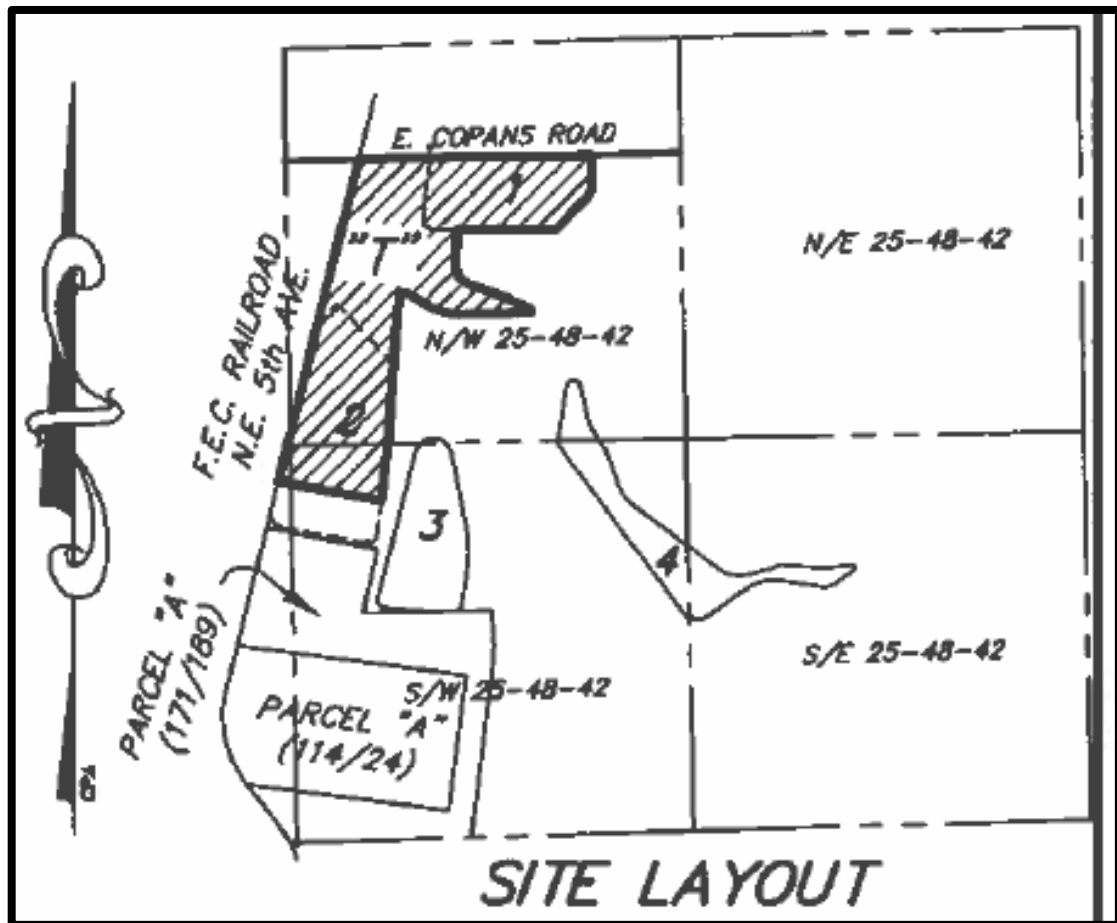 E. COPANS ROAD
1
"T"
N/E 25-48-42
F.E.C. RAILROAD
N.E. 5th AVE.
N/W 25-48-42
2
3
4
PARCEL "A"
(171/189)
S/W 25-48-42
S/E 25-48-42
PARCEL "A"
(114/24)
SITE LAYOUT